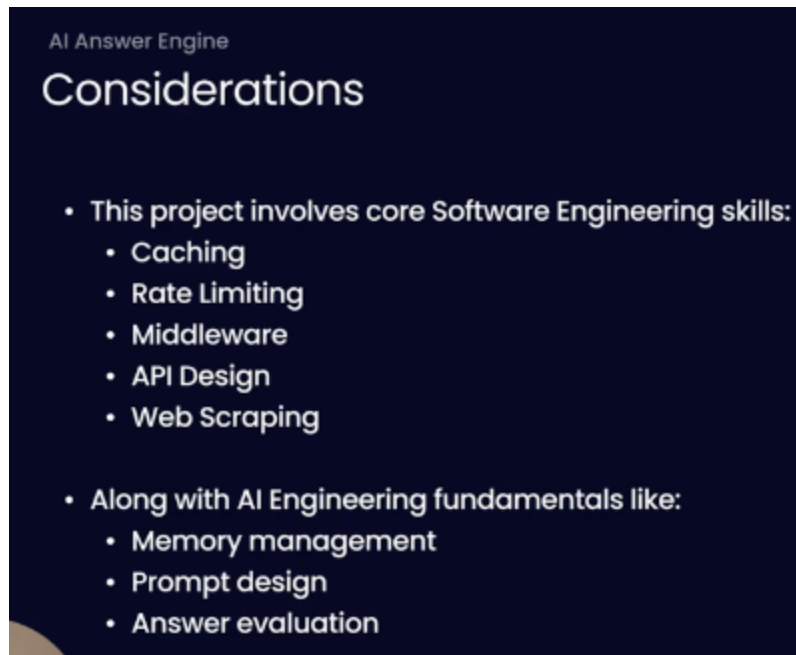 AI Answer Engine
Considerations
• This project involves core Software Engineering skills:
• Caching
• Rate Limiting
• Middleware
• API Design
• Web Scraping
• Along with AI Engineering fundamentals like:
• Memory management
• Prompt design
• Answer evaluation